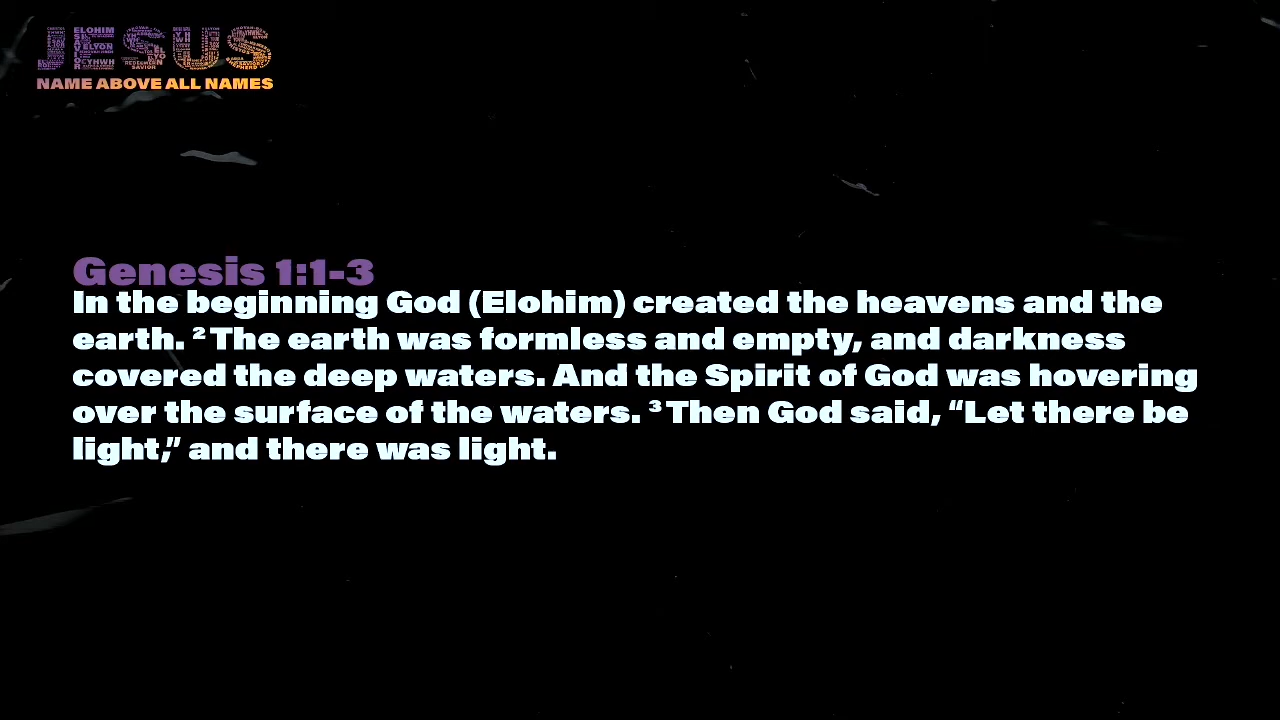 JESUS
NAME ABOVE ALL NAMES
Genesis 1:1-3
In the beginning God (Elohim) created the heavens and the
earth. ² The earth was formless and empty, and darkness
covered the deep waters. And the Spirit of God was hovering
over the surface of the waters. ³ Then God said, “Let there be
light,” and there was light.